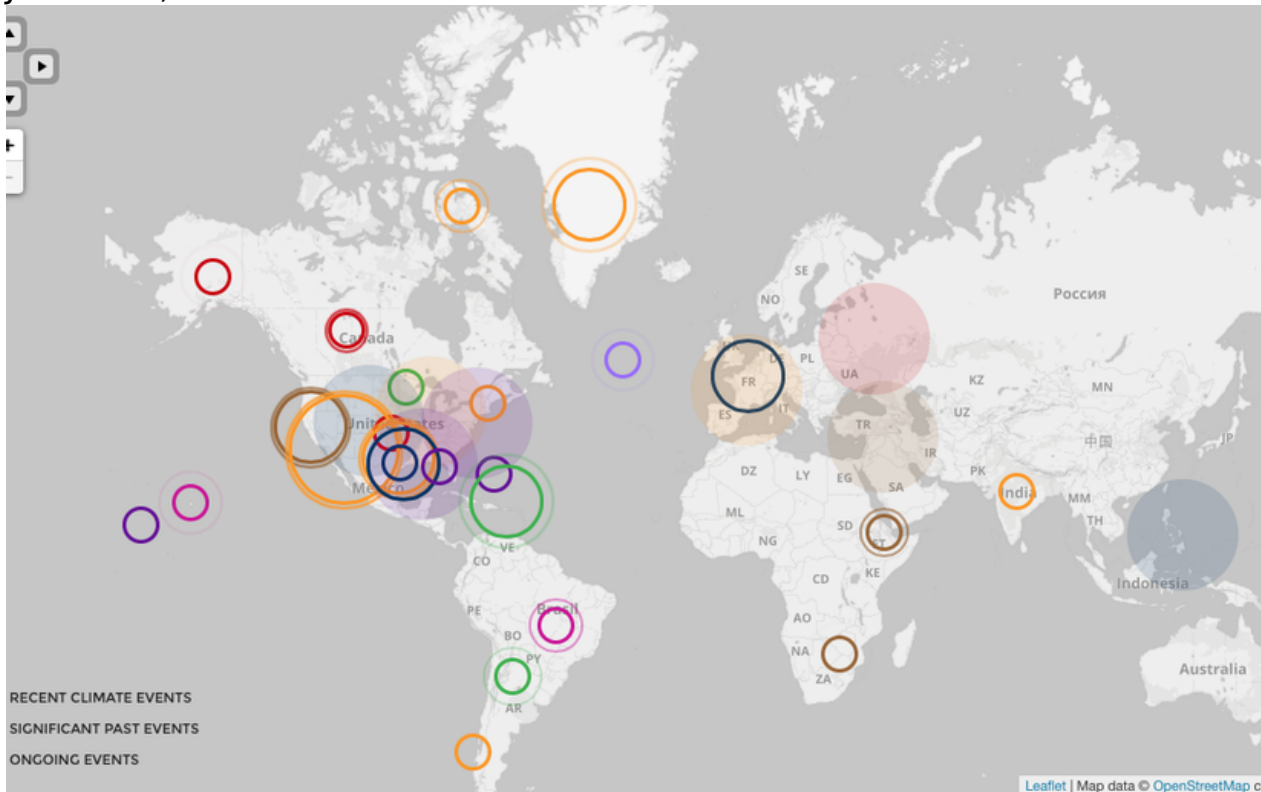 SE
NO
Россия
Canada
UK
DE
PL
UA
FR
KZ
MN
IT
ES
UZ
United States
TR
中国
JP
IR
DZ
LY
EG
PK
SA
India
Mexico
MM
ML
SD
TH
NG
ET
VE
CO
KE
CD
Indonesia
PE
Brasil
AO
BO
NA
PY
Australia
ZA
RECENT CLIMATE EVENTS
AR
SIGNIFICANT PAST EVENTS
ONGOING EVENTS
Leaflet | Map data © OpenStreetMap c